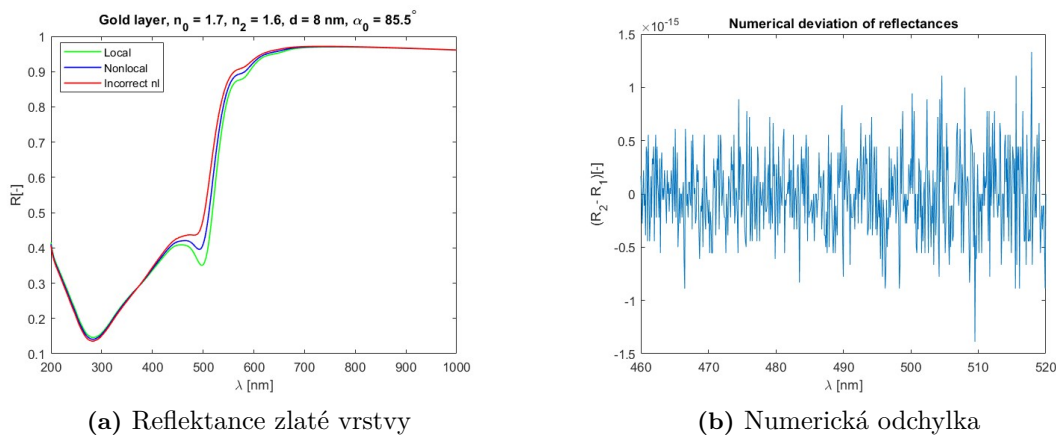 Gold layer, n0 = 1.7, n2 = 1.6, d = 8 nm, α0 = 85.5°
Local
Nonlocal
Incorrect nl
R[-]
1
0.9
0.8
0.7
0.6
0.5
0.4
0.3
0.2
0.1
200 300 400 500 600 700 800 900 1000
λ [nm]
(a) Reflektance zlaté vrstvy
Numerical deviation of reflectances
×10-15
(R2- R1)[-]
1.5
1
0.5
0
-0.5
-1
-1.5
460 470 480 490 500 510 520
λ [nm]
(b) Numerická odchylka